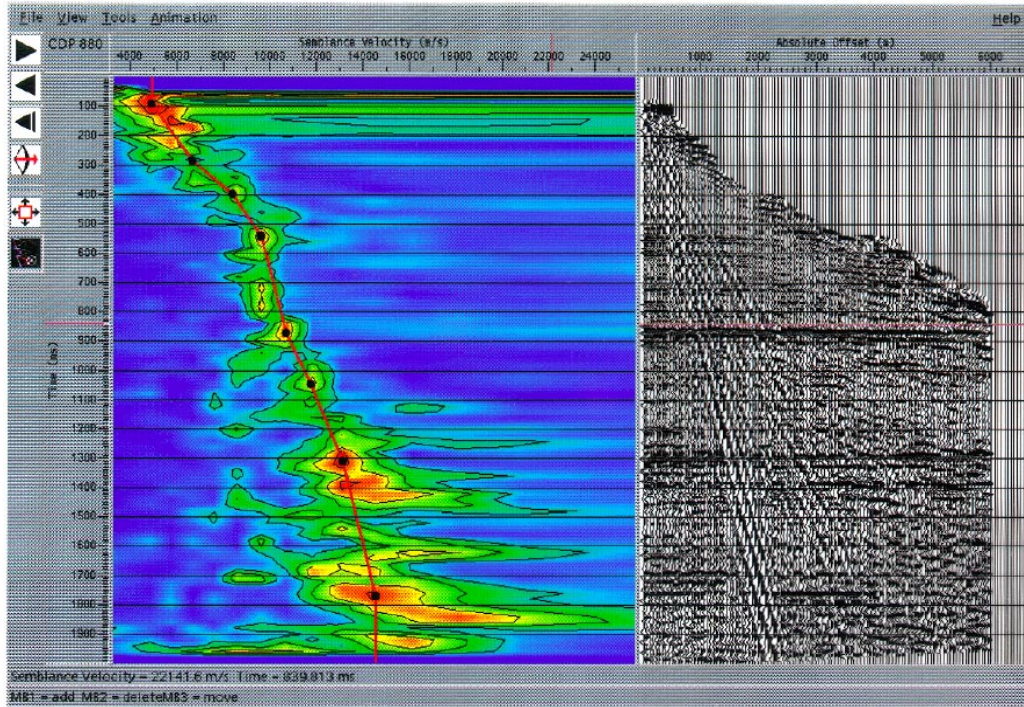 File View Tools Animation Help
CDP 880
Semblance Velocity (m/s)
4000 6000 8000 10000 12000 14000 16000 18000 20000 22000 24000
Absolute Offset (m)
1000 2000 3000 4000 5000 6000
Time (ms)
100
200
300
400
500
600
700
800
900
1000
1100
1200
1300
1400
1500
1600
1700
1800
1900
Semblance Velocity = 22141.6 m/s Time = 839.813 ms
MB1 = add MB2 = deleteMB3 = move